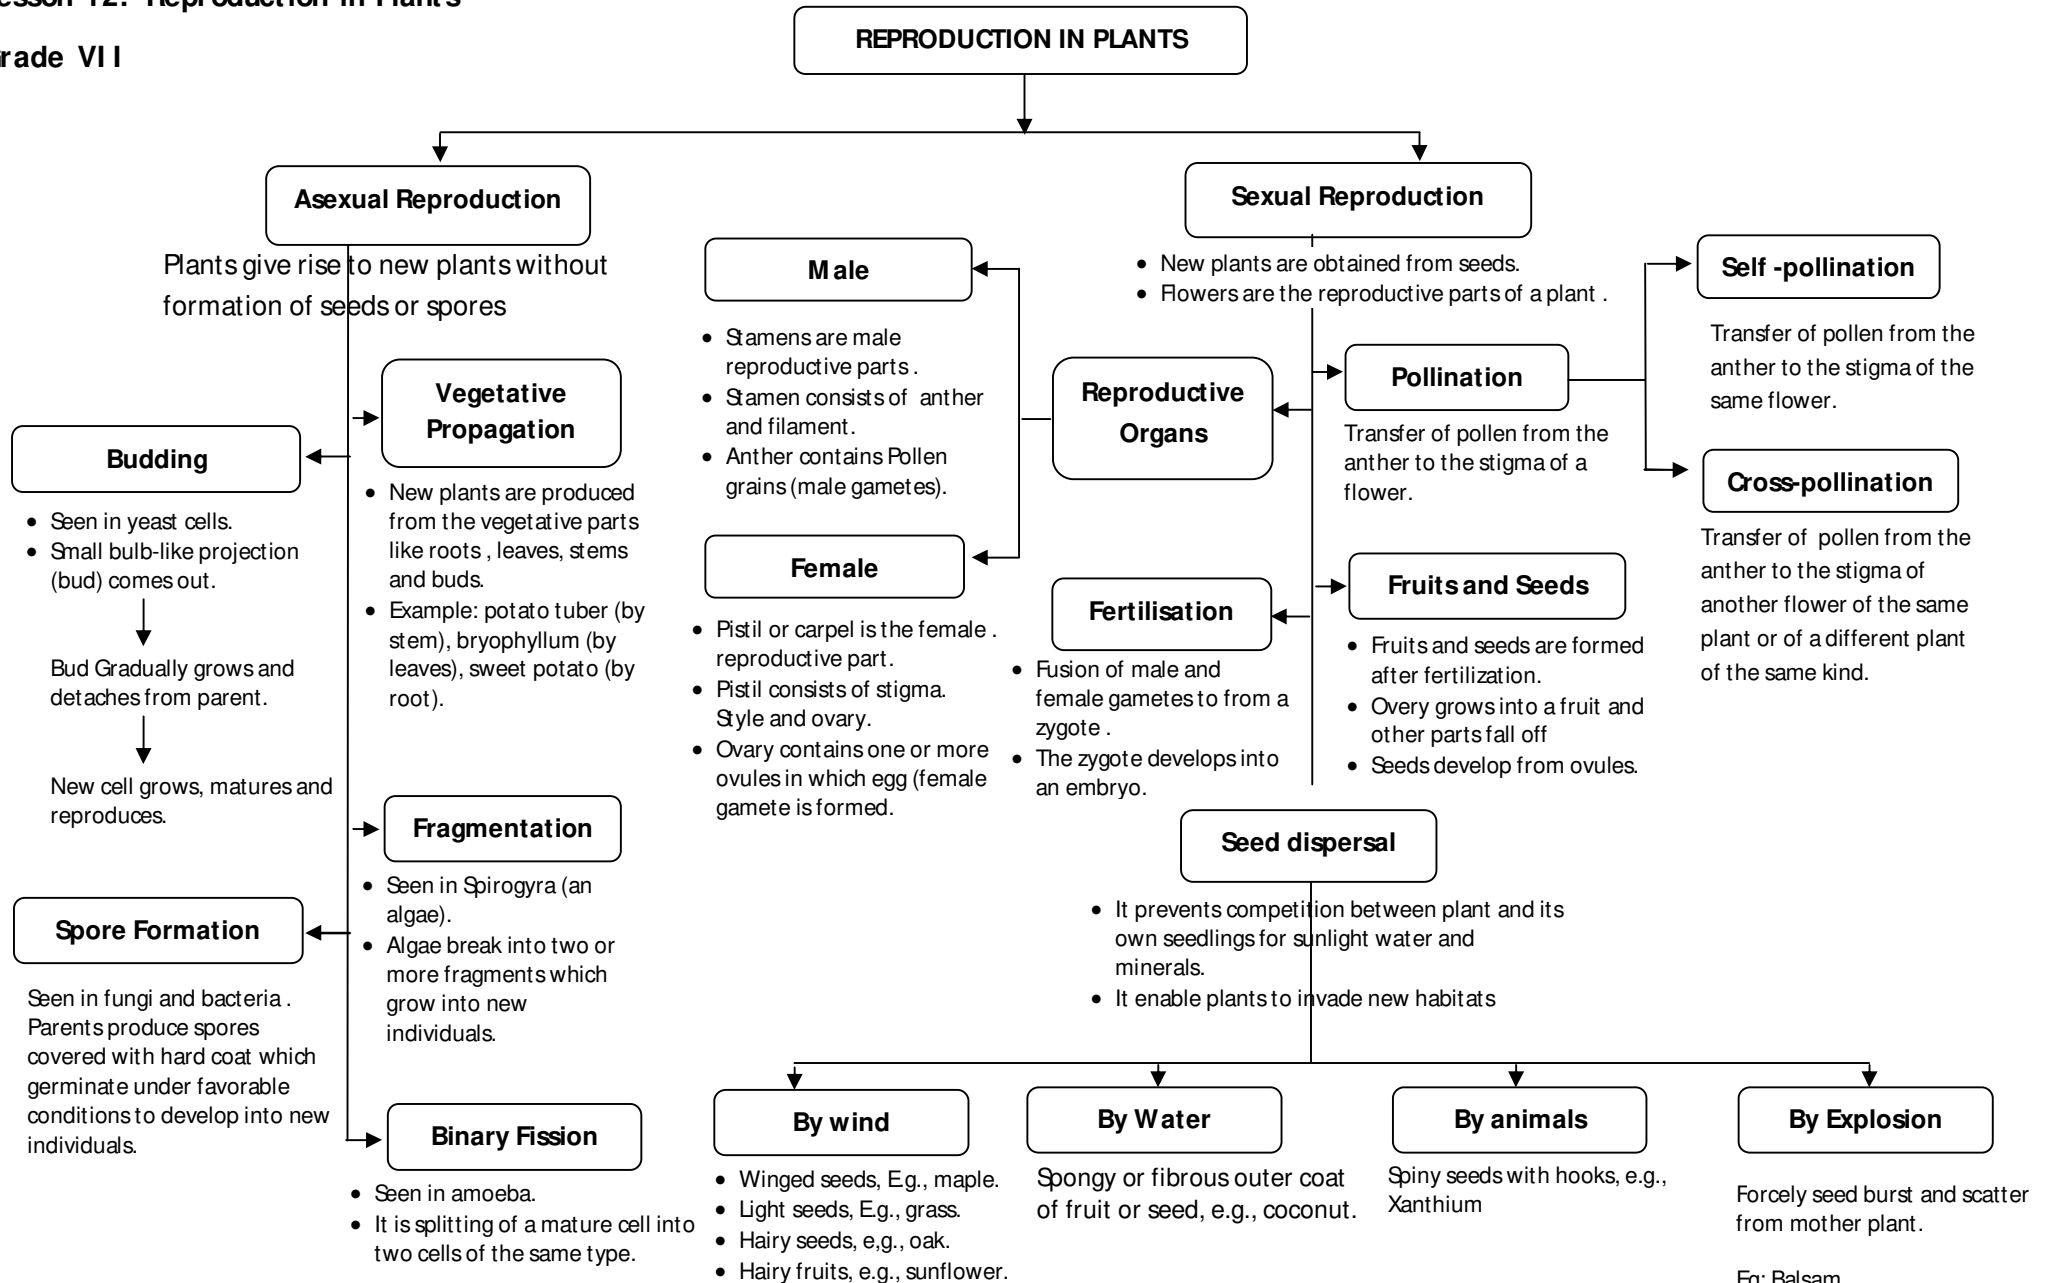 esson 12: Reproduction in Plants
rade VII
REPRODUCTION IN PLANTS
Asexual Reproduction
Plants give rise to new plants without
formation of seeds or spores
Vegetative
Propagation
• New plants are produced
from the vegetative parts
like roots , leaves, stems
and buds.
• Example: potato tuber (by
stem), bryophyllum (by
leaves), sweet potato (by
root).
Budding
• Seen in yeast cells.
• Small bulb-like projection
(bud) comes out.
Bud Gradually grows and
detaches from parent.
New cell grows, matures and
reproduces.
Fragmentation
• Seen in Spirogyra (an
algae).
• Algae break into two or
more fragments which
grow into new
individuals.
Spore Formation
Seen in fungi and bacteria .
Parents produce spores
covered with hard coat which
germinate under favorable
conditions to develop into new
individuals.
Binary Fission
• Seen in amoeba.
• It is splitting of a mature cell into
two cells of the same type.
Sexual Reproduction
• New plants are obtained from seeds.
• Flowers are the reproductive parts of a plant .
Reproductive
Organs
Male
• Stamens are male
reproductive parts .
• Stamen consists of anther
and filament.
• Anther contains Pollen
grains (male gametes).
Female
• Pistil or carpel is the female .
reproductive part.
• Pistil consists of stigma.
Style and ovary.
• Ovary contains one or more
ovules in which egg (female
gamete is formed.
Pollination
Transfer of pollen from the
anther to the stigma of a
flower.
Self -pollination
Transfer of pollen from the
anther to the stigma of the
same flower.
Cross-pollination
Transfer of pollen from the
anther to the stigma of
another flower of the same
plant or of a different plant
of the same kind.
Fertilisation
• Fusion of male and
female gametes to from a
zygote .
• The zygote develops into
an embryo.
Fruits and Seeds
• Fruits and seeds are formed
after fertilization.
• Overy grows into a fruit and
other parts fall off
• Seeds develop from ovules.
Seed dispersal
• It prevents competition between plant and its
own seedlings for sunlight water and
minerals.
• It enable plants to invade new habitats
By wind
• Winged seeds, E.g., maple.
• Light seeds, E.g., grass.
• Hairy seeds, e,g., oak.
• Hairy fruits, e.g., sunflower.
By Water
Spongy or fibrous outer coat
of fruit or seed, e.g., coconut.
By animals
Spiny seeds with hooks, e.g.,
Xanthium
By Explosion
Forcely seed burst and scatter
from mother plant.
Eg: Balsam